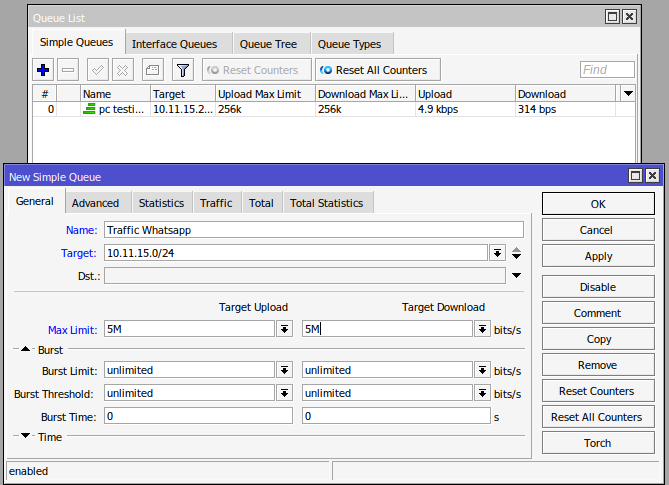 Queue List
Simple Queues Interface Queues Queue Tree Queue Types
Reset Counters Reset All Counters Find
# Name Target Upload Max Limit Download Max Li... Upload Download
0 pc testi... 10.11.15.2... 256k 256k 4.9 kbps 314 bps
New Simple Queue
General Advanced Statistics Traffic Total Total Statistics
OK
Name: Traffic Whatsapp
Cancel
Target: 10.11.15.0/24
Apply
Dst.:
Disable
Target Upload Target Download
Comment
Max Limit: 5M 5M bits/s
Copy
Burst
Remove
Burst Limit: unlimited unlimited bits/s
Reset Counters
Burst Threshold: unlimited unlimited bits/s
Burst Time: 0 0 s
Reset All Counters
Time
Torch
enabled